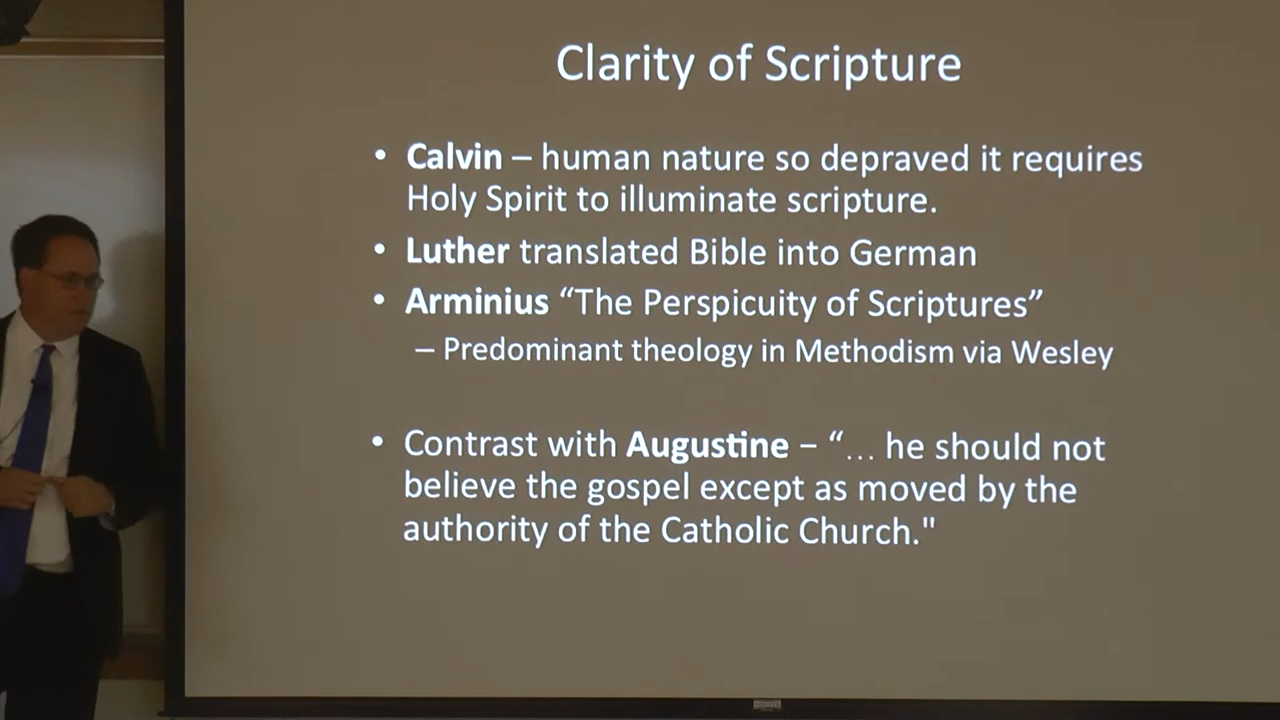 Clarity of Scripture
• Calvin – human nature so depraved it requires
Holy Spirit to illuminate scripture.
• Luther translated Bible into German
• Arminius “The Perspicuity of Scriptures”
– Predominant theology in Methodism via Wesley
• Contrast with Augustine – “… he should not
believe the gospel except as moved by the
authority of the Catholic Church."